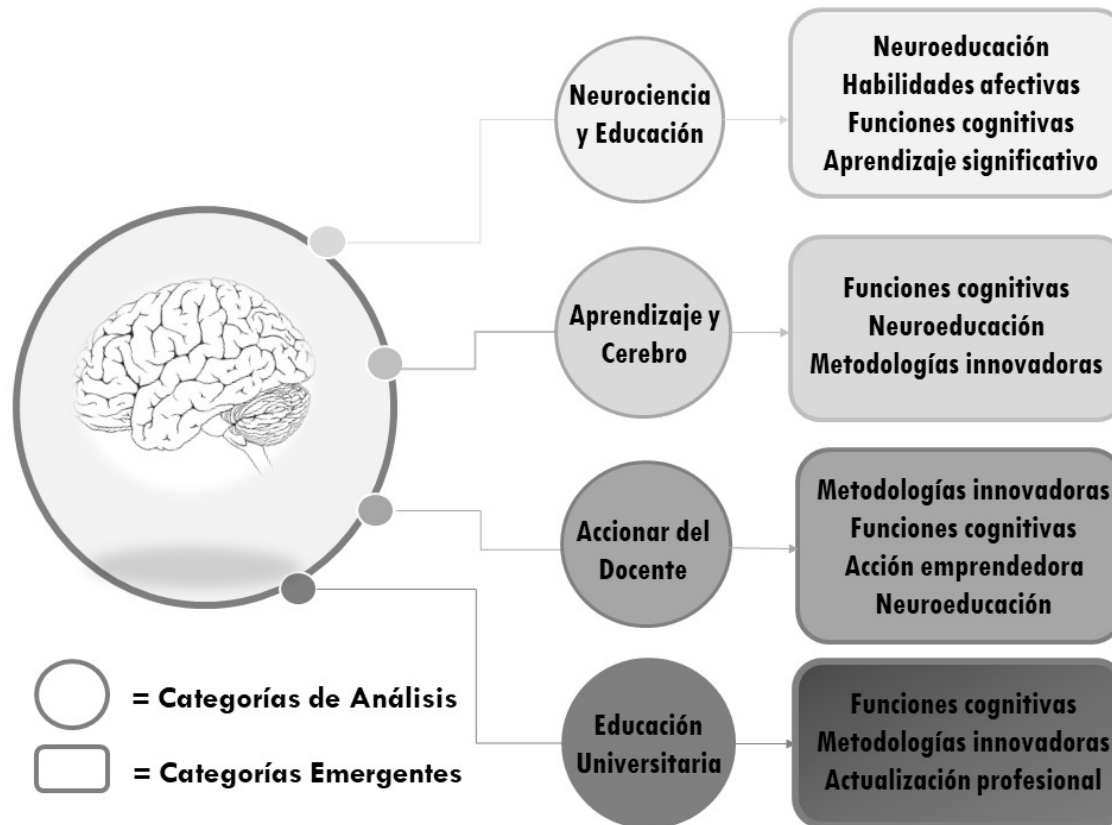 Neurociencia
y Educación
Neuroeducación
Habilidades afectivas
Funciones cognitivas
Aprendizaje significativo
Aprendizaje y
Cerebro
Funciones cognitivas
Neuroeducación
Metodologías innovadoras
Accionar del
Docente
Metodologías innovadoras
Funciones cognitivas
Acción emprendedora
Neuroeducación
Educación
Universitaria
Funciones cognitivas
Metodologías innovadoras
Actualización profesional
= Categorías de Análisis
= Categorías Emergentes